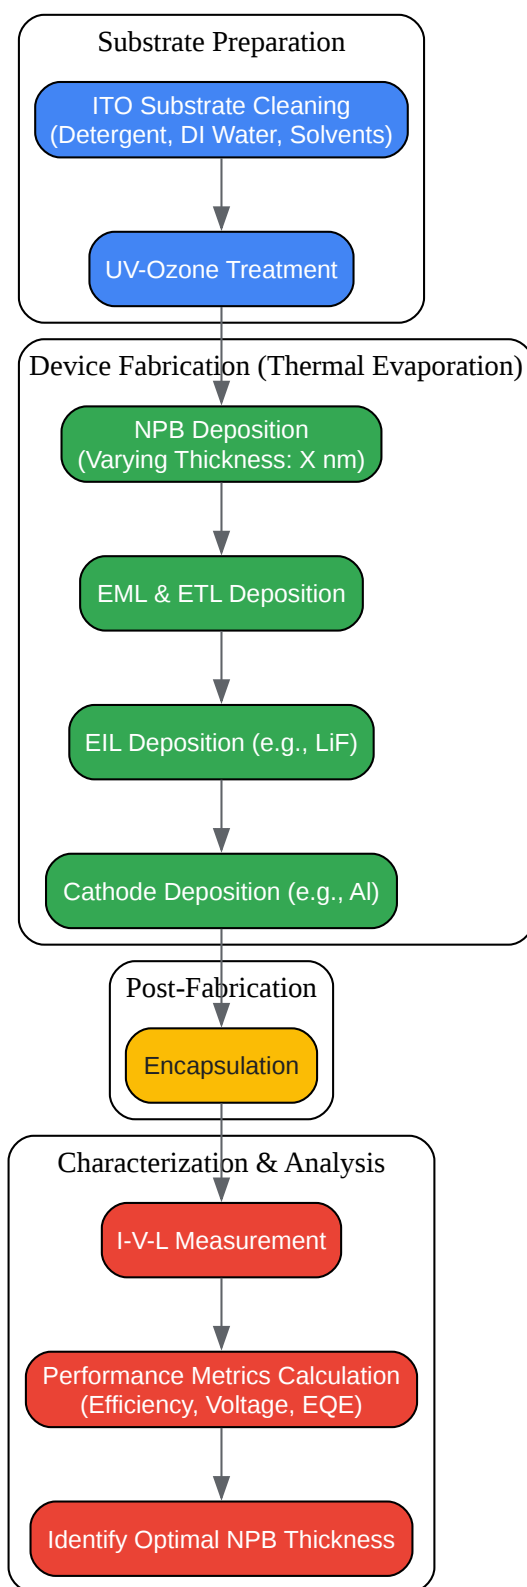 Substrate Preparation
ITO Substrate Cleaning
(Detergent, DI Water, Solvents)
UV-Ozone Treatment
Device Fabrication (Thermal Evaporation)
NPB Deposition
(Varying Thickness: X nm)
EML & ETL Deposition
EIL Deposition (e.g., LiF)
Cathode Deposition (e.g., Al)
Post-Fabrication
Encapsulation
Characterization & Analysis
I-V-L Measurement
Performance Metrics Calculation
(Efficiency, Voltage, EQE)
Identify Optimal NPB Thickness